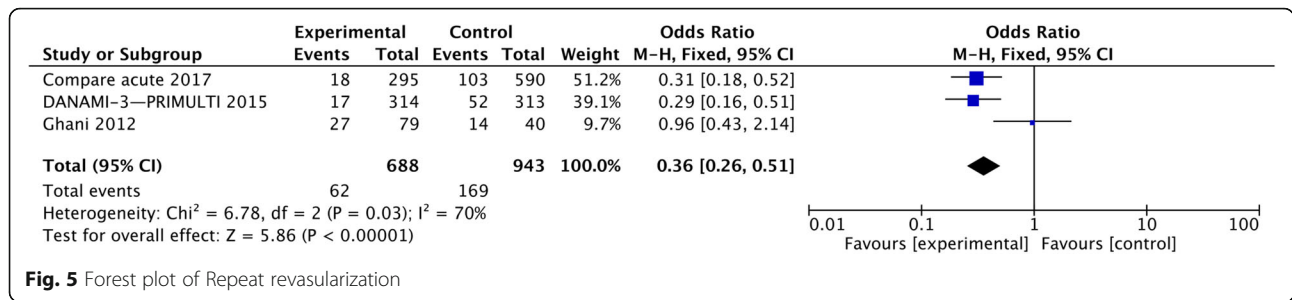 Experimental Control Odds Ratio Odds Ratio
Study or Subgroup Events Total Events Total Weight M-H, Fixed, 95% CI M-H, Fixed, 95% CI
Compare acute 2017 18 295 103 590 51.2% 0.31 [0.18, 0.52]
DANAMI-3—PRIMULTI 2015 17 314 52 313 39.1% 0.29 [0.16, 0.51]
Ghani 2012 27 79 14 40 9.7% 0.96 [0.43, 2.14]
Total (95% CI) 688 943 100.0% 0.36 [0.26, 0.51]
Total events 62 169
Heterogeneity: Chi² = 6.78, df = 2 (P = 0.03); I² = 70%
Test for overall effect: Z = 5.86 (P < 0.00001)
0.01 0.1 1 10 100
Favours [experimental] Favours [control]
Fig. 5 Forest plot of Repeat revasularization